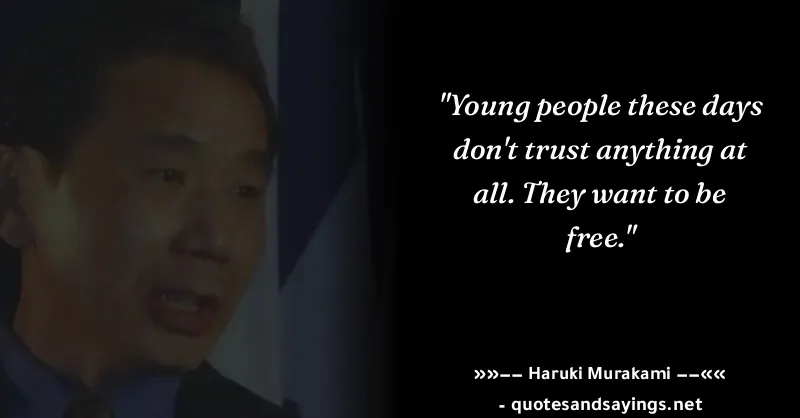 "Young people these days
don't trust anything at
all. They want to be
free."
»»−− Haruki Murakami −−««
- quotesandsayings.net